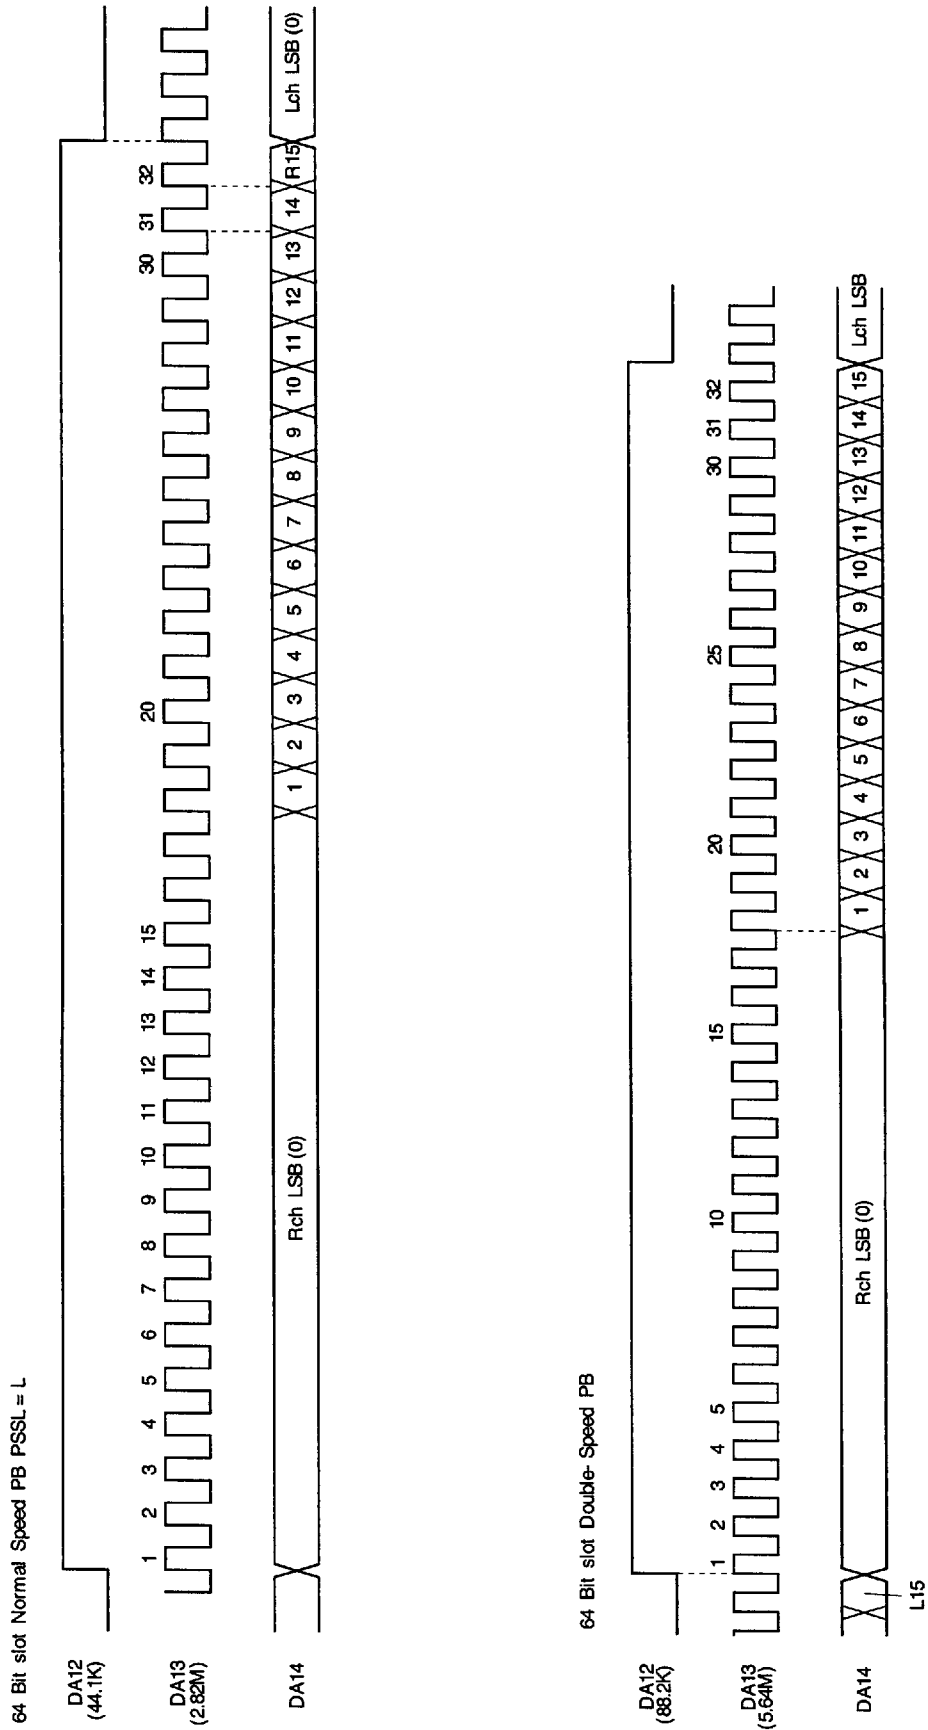 64 Bit slot Normal Speed PB PSSL = L
DA12
(44.1K)
DA13
(2.82M)
1 2 3 4 5 6 7 8 9 10 11 12 13 14 15 20 30 31 32
DA14
Rch LSB (0) 1 2 3 4 5 6 7 8 9 10 11 12 13 14 R15 Lch LSB (0)
64 Bit slot Double- Speed PB
DA12
(88.2K)
DA13
(5.64M)
1 2 3 4 5 10 15 20 25 30 31 32
DA14
L15
Rch LSB (0) 1 2 3 4 5 6 7 8 9 10 11 12 13 14 15 Lch LSB